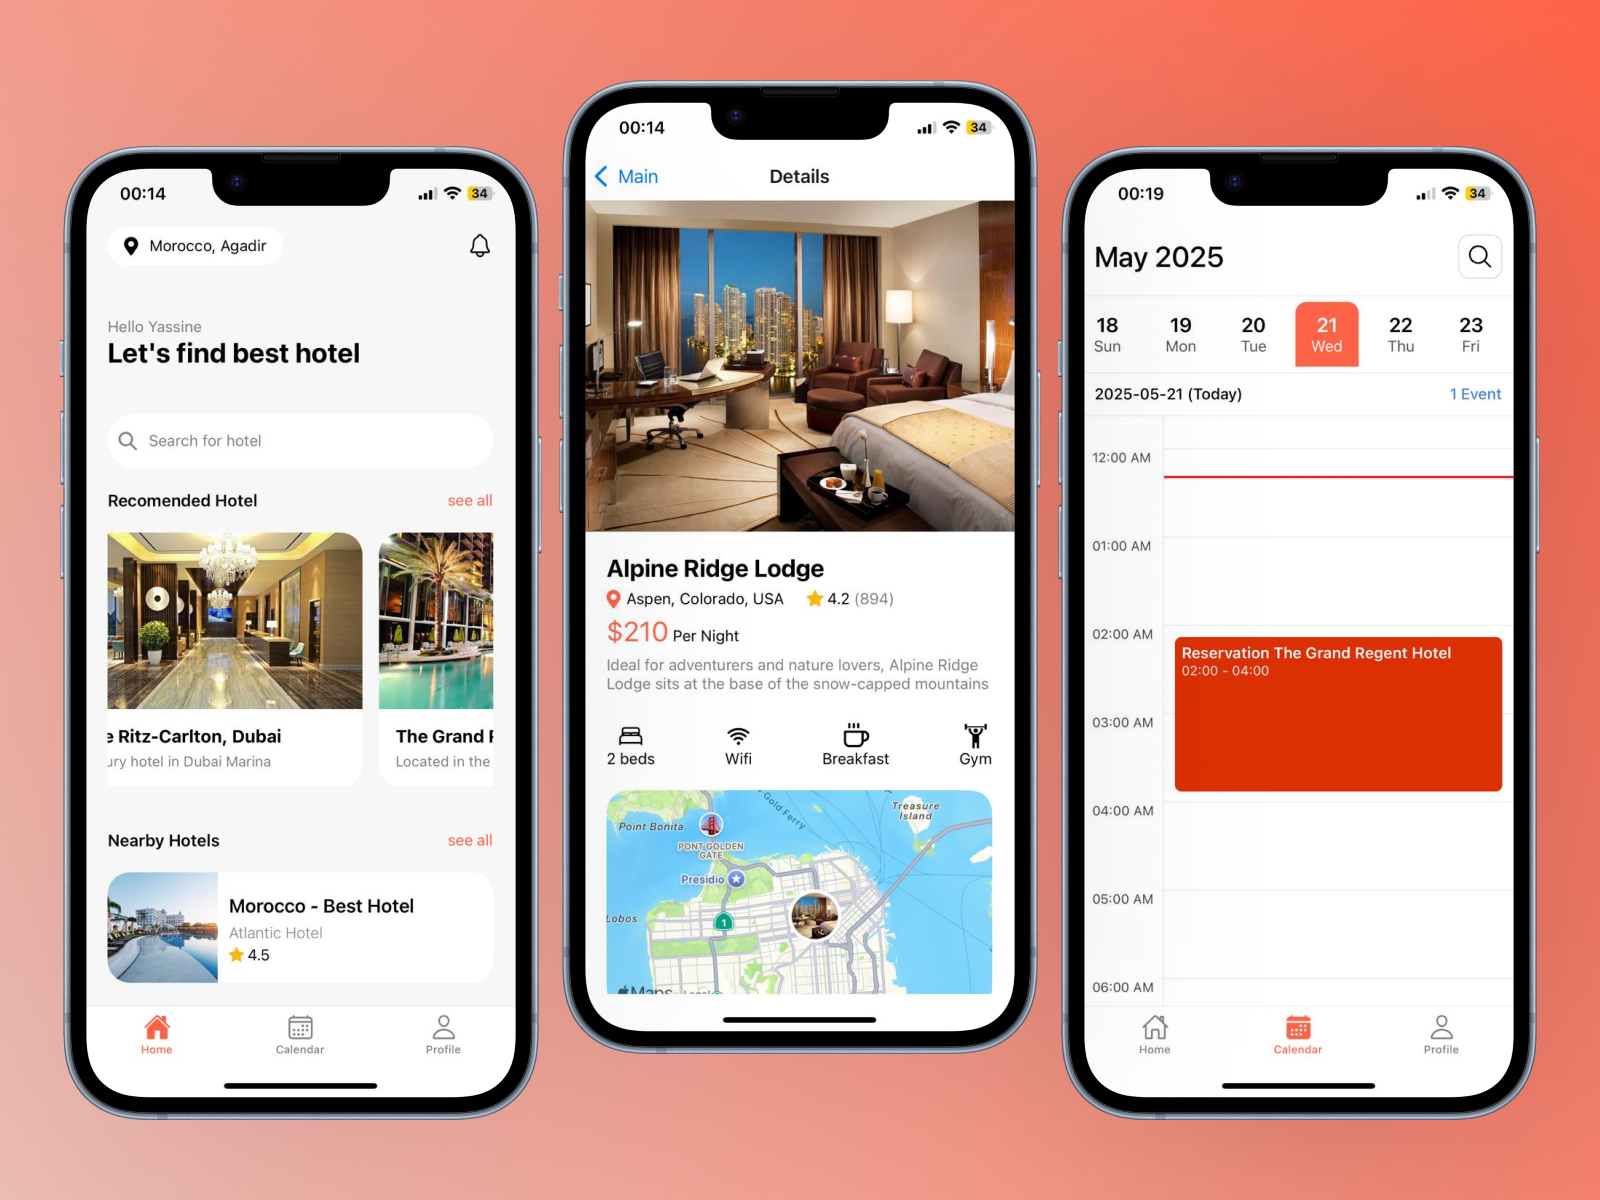 00:14
34
Morocco, Agadir
Hello Yassine
Let's find best hotel
Search for hotel
Recomended Hotel
see all
e Ritz-Carlton, Dubai
ury hotel in Dubai Marina
The Grand
Located in the
Nearby Hotels
see all
Morocco - Best Hotel
Atlantic Hotel
4.5
Home
Calendar
Profile
00:14
34
Main
Details
Alpine Ridge Lodge
Aspen, Colorado, USA
4.2 (894)
$210 Per Night
Ideal for adventurers and nature lovers, Alpine Ridge
Lodge sits at the base of the snow-capped mountains
2 beds
Wifi
Breakfast
Gym
Gold Ferry
Treasure
Island
Point Bonita
PONT GOLDEN
GATE
Presidio
Lobos
1
Maps
Legal
00:19
34
May 2025
18
Sun
19
Mon
20
Tue
21
Wed
22
Thu
23
Fri
2025-05-21 (Today)
1 Event
12:00 AM
01:00 AM
02:00 AM
Reservation The Grand Regent Hotel
02:00 - 04:00
03:00 AM
04:00 AM
05:00 AM
06:00 AM
Home
Calendar
Profile